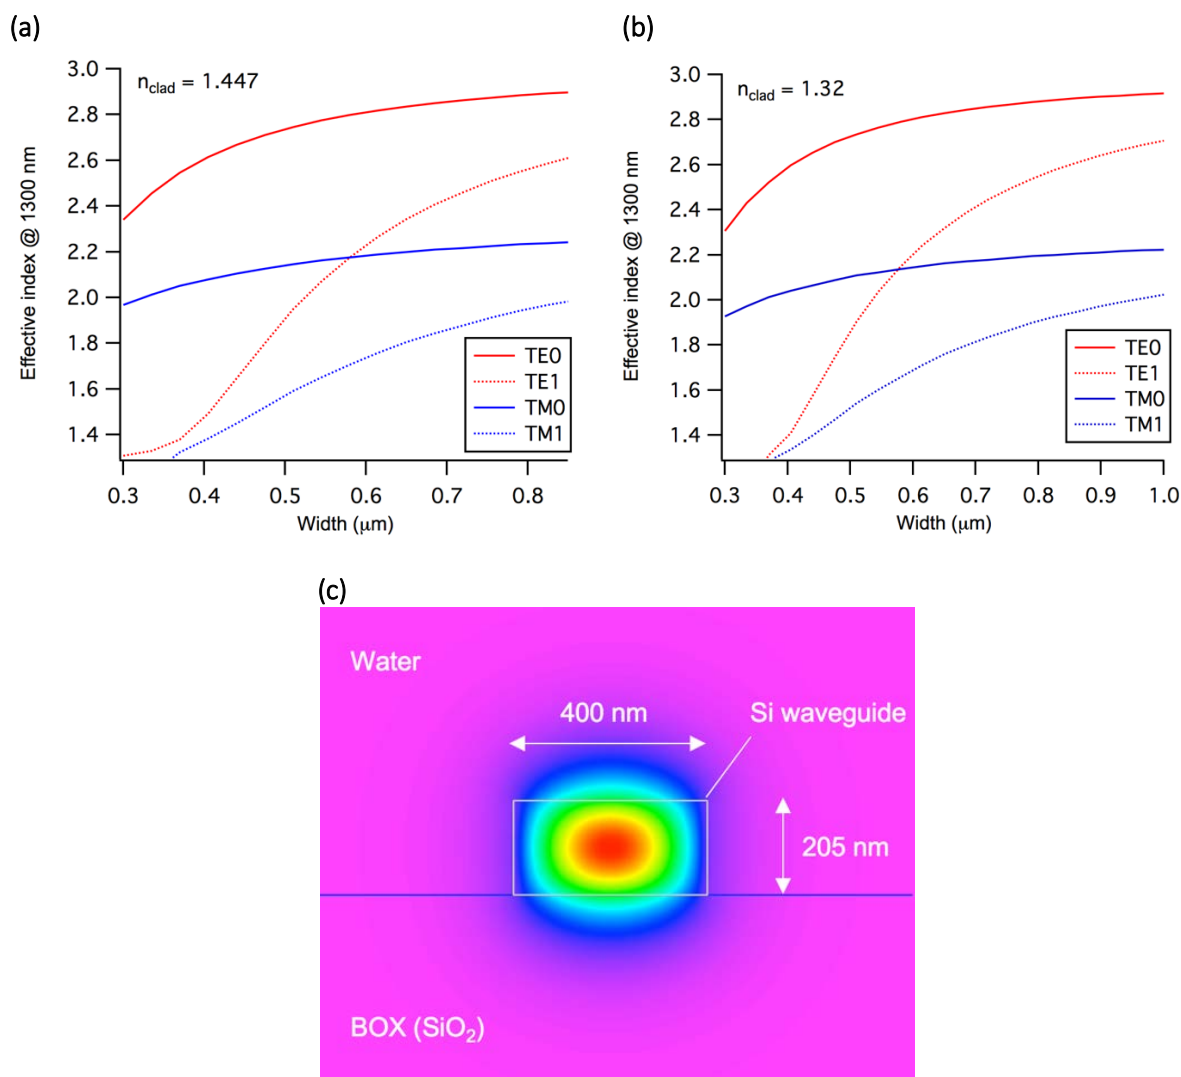 (a)
n_clad = 1.447
Effective index @ 1300 nm
3.0
2.8
2.6
2.4
2.2
2.0
1.8
1.6
1.4
0.3 0.4 0.5 0.6 0.7 0.8
Width (μm)
TE0
TE1
TM0
TM1
(b)
n_clad = 1.32
Effective index @ 1300 nm
3.0
2.8
2.6
2.4
2.2
2.0
1.8
1.6
1.4
0.3 0.4 0.5 0.6 0.7 0.8 0.9 1.0
Width (μm)
TE0
TE1
TM0
TM1
(c)
Water
400 nm
Si waveguide
205 nm
BOX (SiO₂)